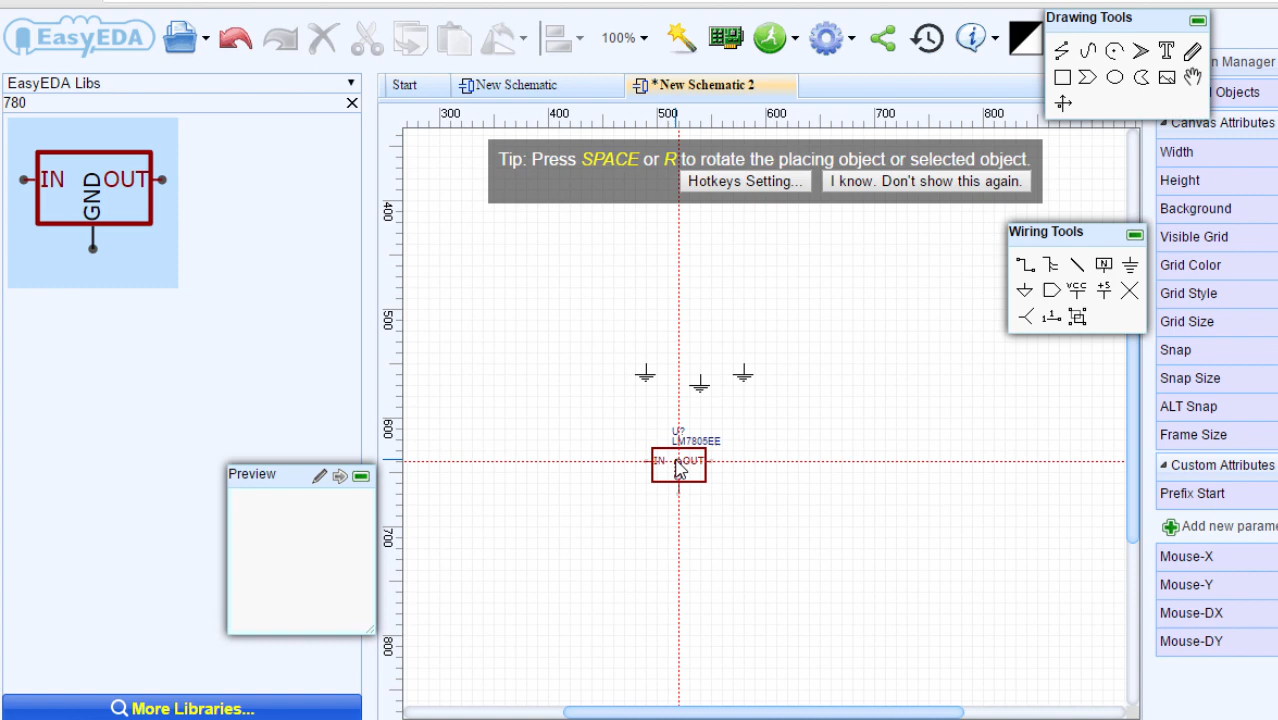 EasyEDA
100%
Drawing Tools
T
n Manager
EasyEDA Libs
780
Start
New Schematic
*New Schematic 2
Objects
300
400
500
600
700
800
Canvas Attributes
Tip: Press SPACE or R to rotate the placing object or selected object.
Hotkeys Setting...
I know. Don't show this again.
IN
OUT
GND
Width
Height
Background
Visible Grid
Grid Color
Grid Style
Grid Size
Snap
Snap Size
ALT Snap
Frame Size
Wiring Tools
N
VCC
+5
1
400
500
600
700
800
U?
LM7805EE
IN
OUT
Preview
Custom Attributes
Prefix Start
Add new parame
Mouse-X
Mouse-Y
Mouse-DX
Mouse-DY
More Libraries...